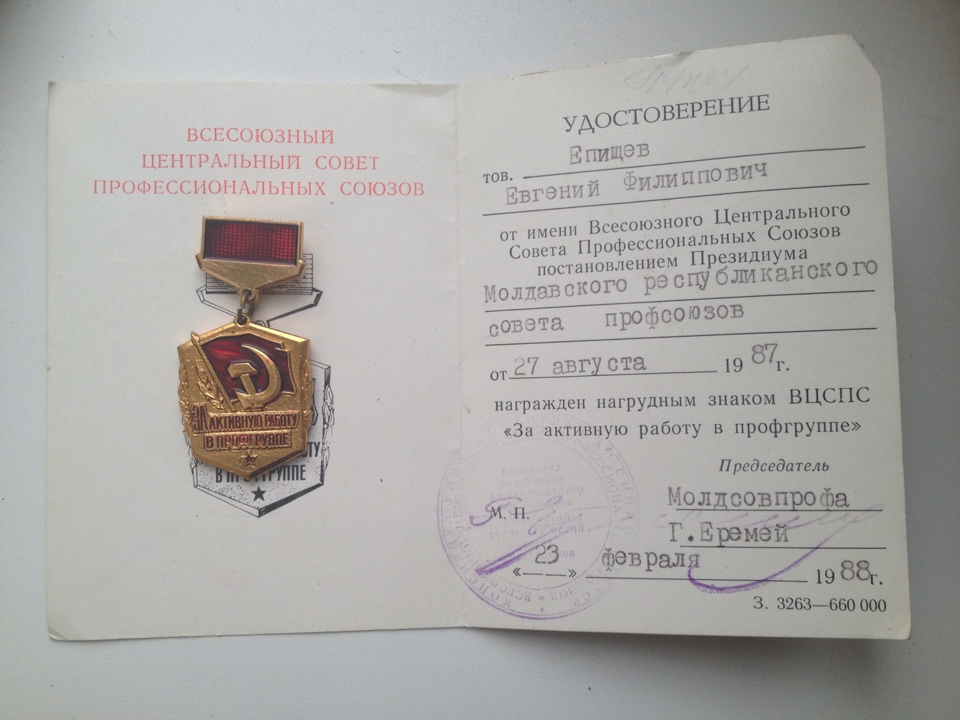 ВСЕСОЮЗНЫЙ
ЦЕНТРАЛЬНЫЙ СОВЕТ
ПРОФЕССИОНАЛЬНЫХ СОЮЗОВ
ЗА АКТИВНУЮ РАБОТУ
В ПРОФГРУППЕ
УДОСТОВЕРЕНИЕ
тов. Епищев
Евгений Филиппович
от имени Всесоюзного Центрального
Совета Профессиональных Союзов
постановлением Президиума
Молдавского республиканского
совета профсоюзов
от 27 августа 1987г.
награжден нагрудным знаком ВЦСПС
«За активную работу в профгруппе»
Председатель
Молдсовпрофа
М. П.
Г.Еремей
«23» февраля 1988г.
З. 3263—660 000